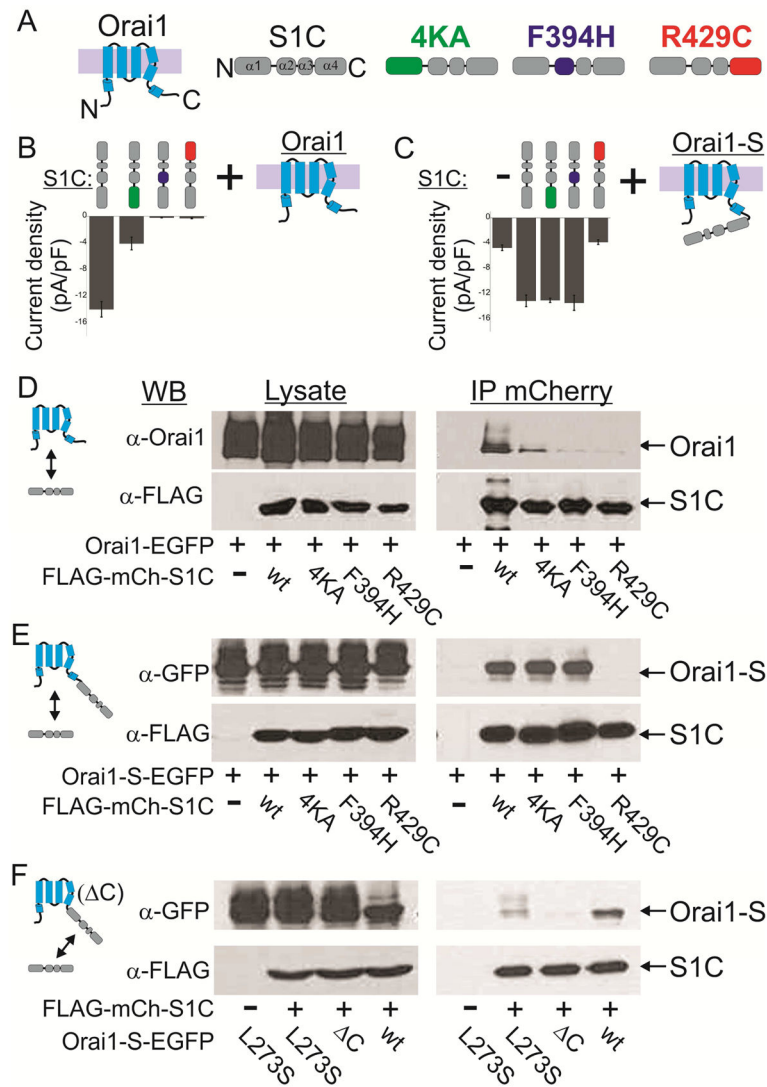 A Orai1 S1C 4KA F394H R429C
N α1 α2 α3 α4 C
N C
B Orai1
S1C: +
Current density (pA/pF)
-4
-8
-12
-16
C Orai1-S
S1C: - +
Current density (pA/pF)
0
-4
-8
-12
-16
D WB Lysate IP mCherry
α-Orai1 Orai1
α-FLAG S1C
Orai1-EGFP + + + + + + + + + +
FLAG-mCh-S1C - wt 4KA F394H R429C - wt 4KA F394H R429C
E
α-GFP Orai1-S
α-FLAG S1C
Orai1-S-EGFP + + + + + + + + + +
FLAG-mCh-S1C - wt 4KA F394H R429C - wt 4KA F394H R429C
F (ΔC)
α-GFP Orai1-S
α-FLAG S1C
FLAG-mCh-S1C - + + + - + + +
Orai1-S-EGFP L273S L273S ΔC wt L273S L273S ΔC wt